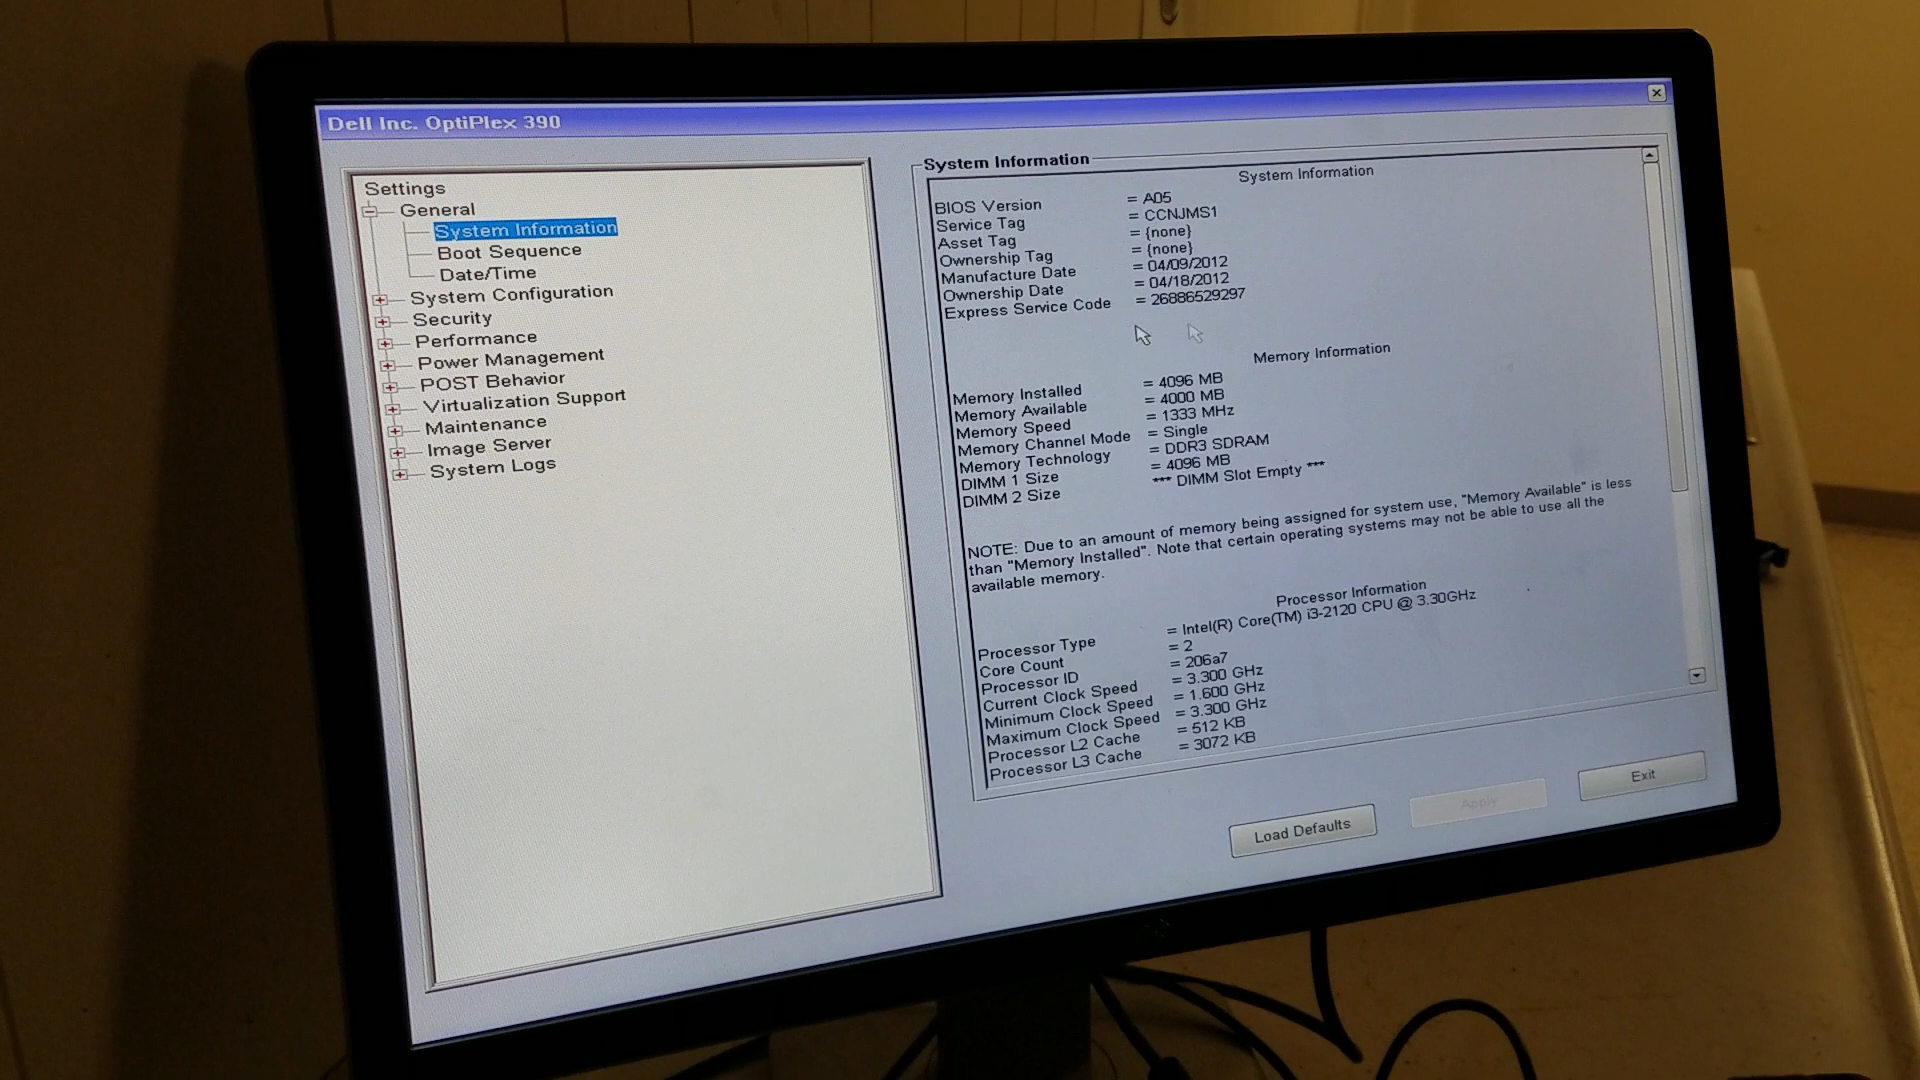 Dell Inc. OptiPlex 390
Settings
General
System Information
Boot Sequence
Date/Time
System Configuration
Security
Performance
Power Management
POST Behavior
Virtualization Support
Maintenance
Image Server
System Logs
System Information
System Information
BIOS Version = A05
Service Tag = CCNJMS1
Asset Tag = {none}
Ownership Tag = {none}
Manufacture Date = 04/09/2012
Ownership Date = 04/18/2012
Express Service Code = 26886529297
Memory Information
Memory Installed = 4096 MB
Memory Available = 4000 MB
Memory Speed = 1333 MHz
Memory Channel Mode = Single
Memory Technology = DDR3 SDRAM
DIMM 1 Size = 4096 MB
DIMM 2 Size *** DIMM Slot Empty ***
NOTE: Due to an amount of memory being assigned for system use, "Memory Available" is less
than "Memory Installed". Note that certain operating systems may not be able to use all the
available memory.
Processor Information
Processor Type = Intel(R) Core(TM) i3-2120 CPU @ 3.30GHz
Core Count = 2
Processor ID = 206a7
Current Clock Speed = 3.300 GHz
Minimum Clock Speed = 1.600 GHz
Maximum Clock Speed = 3.300 GHz
Processor L2 Cache = 512 KB
Processor L3 Cache = 3072 KB
Load Defaults
Apply
Exit